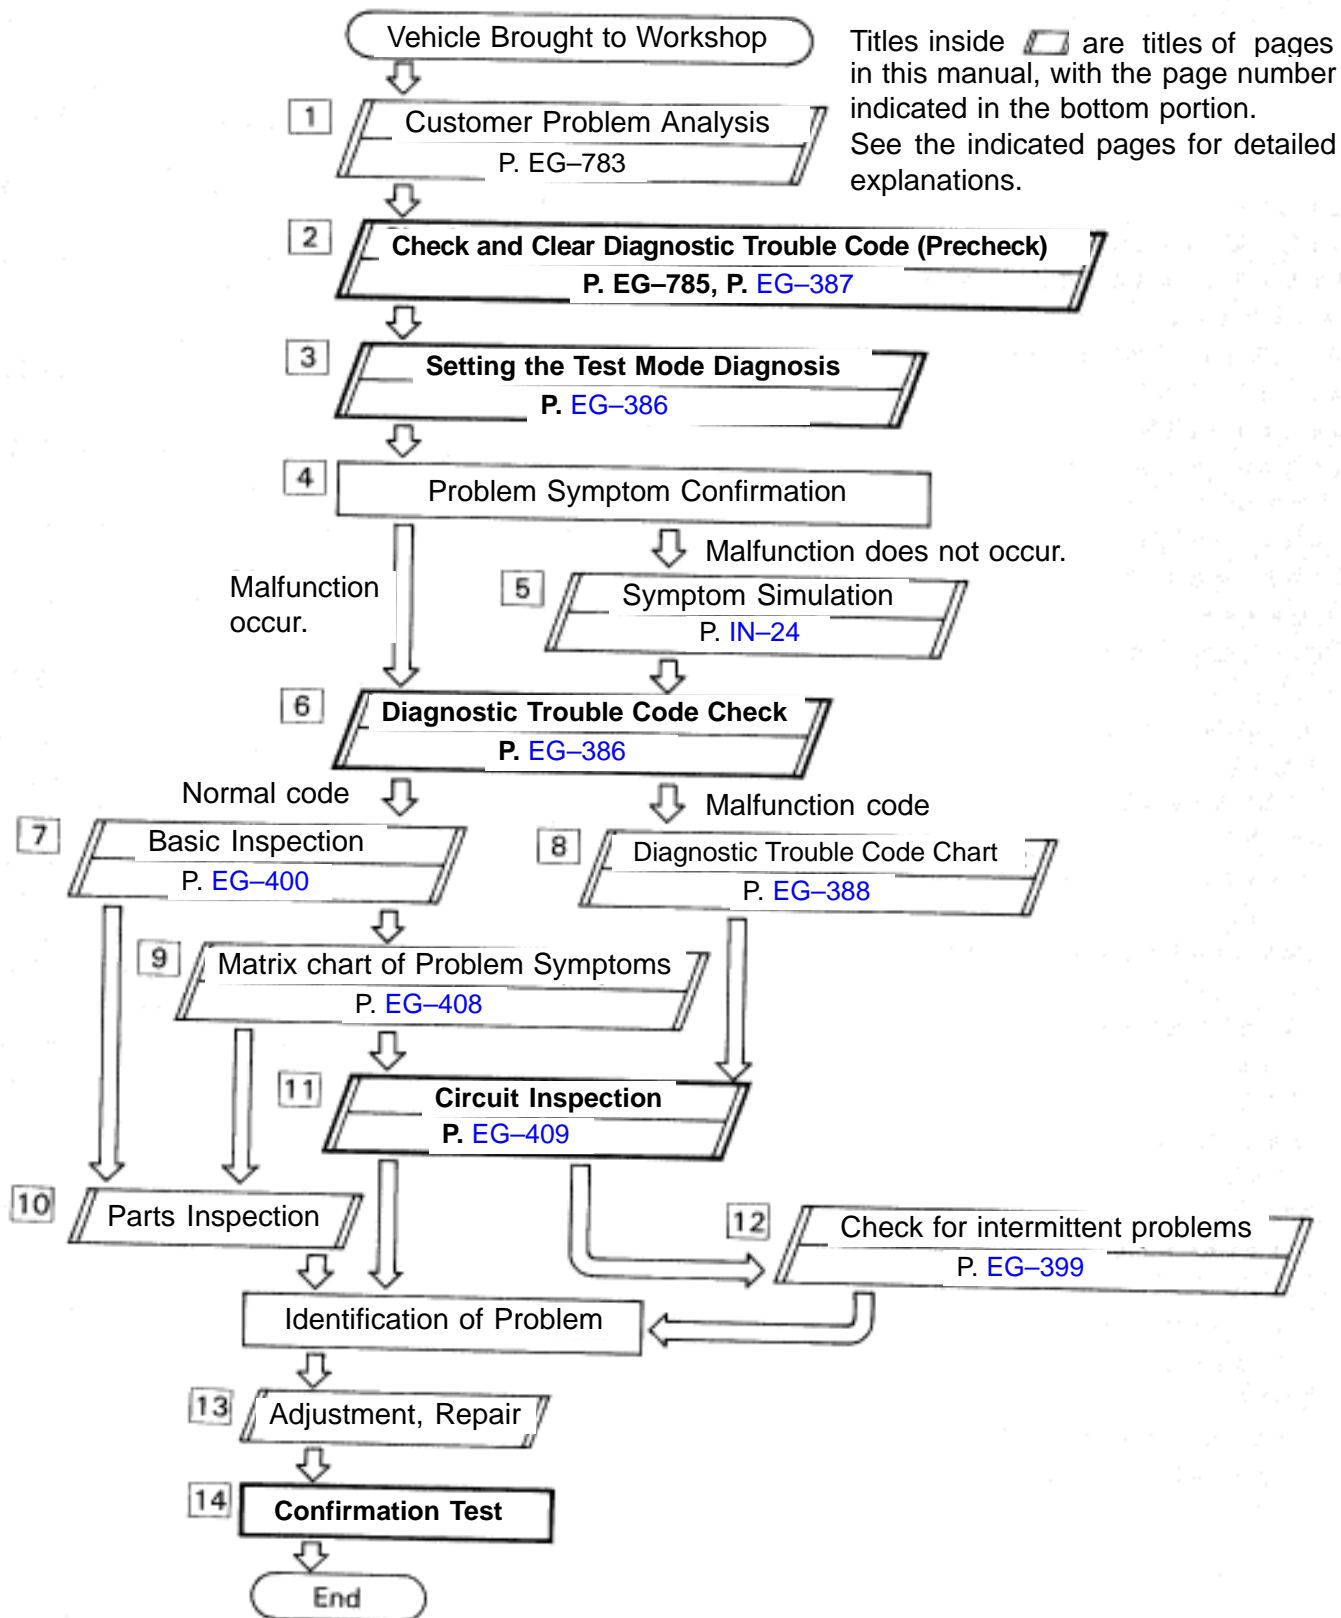 Vehicle Brought to Workshop
Titles inside are titles of pages
in this manual, with the page number
indicated in the bottom portion.
See the indicated pages for detailed
explanations.
1
Customer Problem Analysis
P. EG–783
2
Check and Clear Diagnostic Trouble Code (Precheck)
P. EG–785, P. EG–387
3
Setting the Test Mode Diagnosis
P. EG–386
4
Problem Symptom Confirmation
Malfunction does not occur.
Malfunction
occur.
5
Symptom Simulation
P. IN–24
6
Diagnostic Trouble Code Check
P. EG–386
Normal code
Malfunction code
7
Basic Inspection
P. EG–400
8
Diagnostic Trouble Code Chart
P. EG–388
9
Matrix chart of Problem Symptoms
P. EG–408
11
Circuit Inspection
P. EG–409
10
Parts Inspection
12
Check for intermittent problems
P. EG–399
Identification of Problem
13
Adjustment, Repair
14
Confirmation Test
End